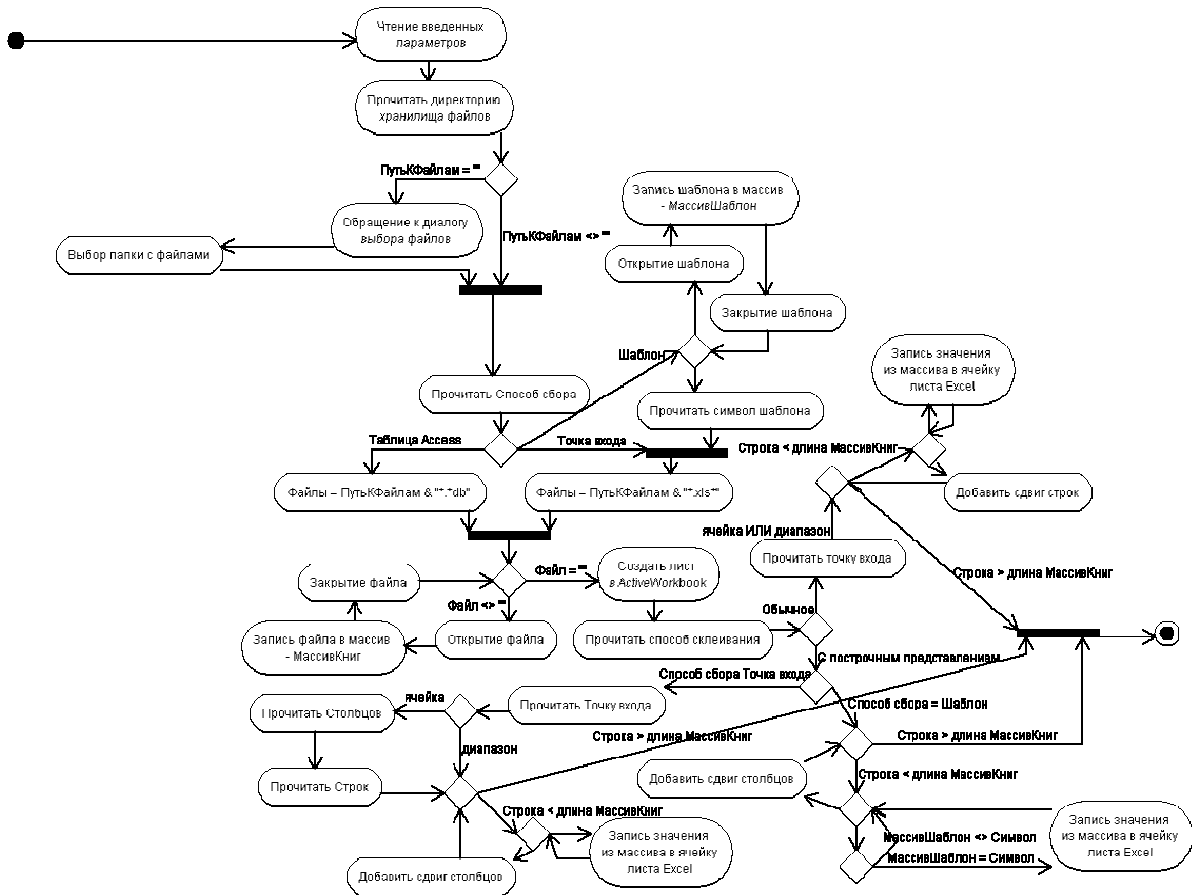 Чтение введенных
параметров
Прочитать директорию
хранилища файлов
ПутьКФайлам = ""
Обращение к диалогу
выбора файлов
ПутьКФайлам <> ""
Выбор папки с файлами
Запись шаблона в массив
- МассивШаблон
Открытие шаблона
Закрытие шаблона
Шаблон
Прочитать Способ сбора
Прочитать символ шаблона
Запись значения
из массива в ячейку
листа Excel
Таблица Access
Точка входа
Строка < длина МассивКниг
Файлы – ПутьКФайлам & "*.*db"
Файлы – ПутьКФайлам & "*.xls*"
Добавить сдвиг строк
ячейка ИЛИ диапазон
Прочитать точку входа
Строка > длина МассивКниг
Закрытие файла
Файл = ""
Создать лист
в ActiveWorkbook
Файл <> ""
Обычное
Запись файла в массив
- МассивКниг
Открытие файла
Прочитать способ склеивания
С построчным представлением
Способ сбора Точка входа
ячейка
Прочитать Точку входа
Способ сбора = Шаблон
Прочитать Столбцов
Строка > длина МассивКниг
Строка > длина МассивКниг
диапазон
Прочитать Строк
Добавить сдвиг столбцов
Строка < длина МассивКниг
Строка < длина МассивКниг
Запись значения
из массива в ячейку
листа Excel
Запись значения
из массива в ячейку
листа Excel
МассивШаблон <> Символ
МассивШаблон = Символ
Добавить сдвиг столбцов